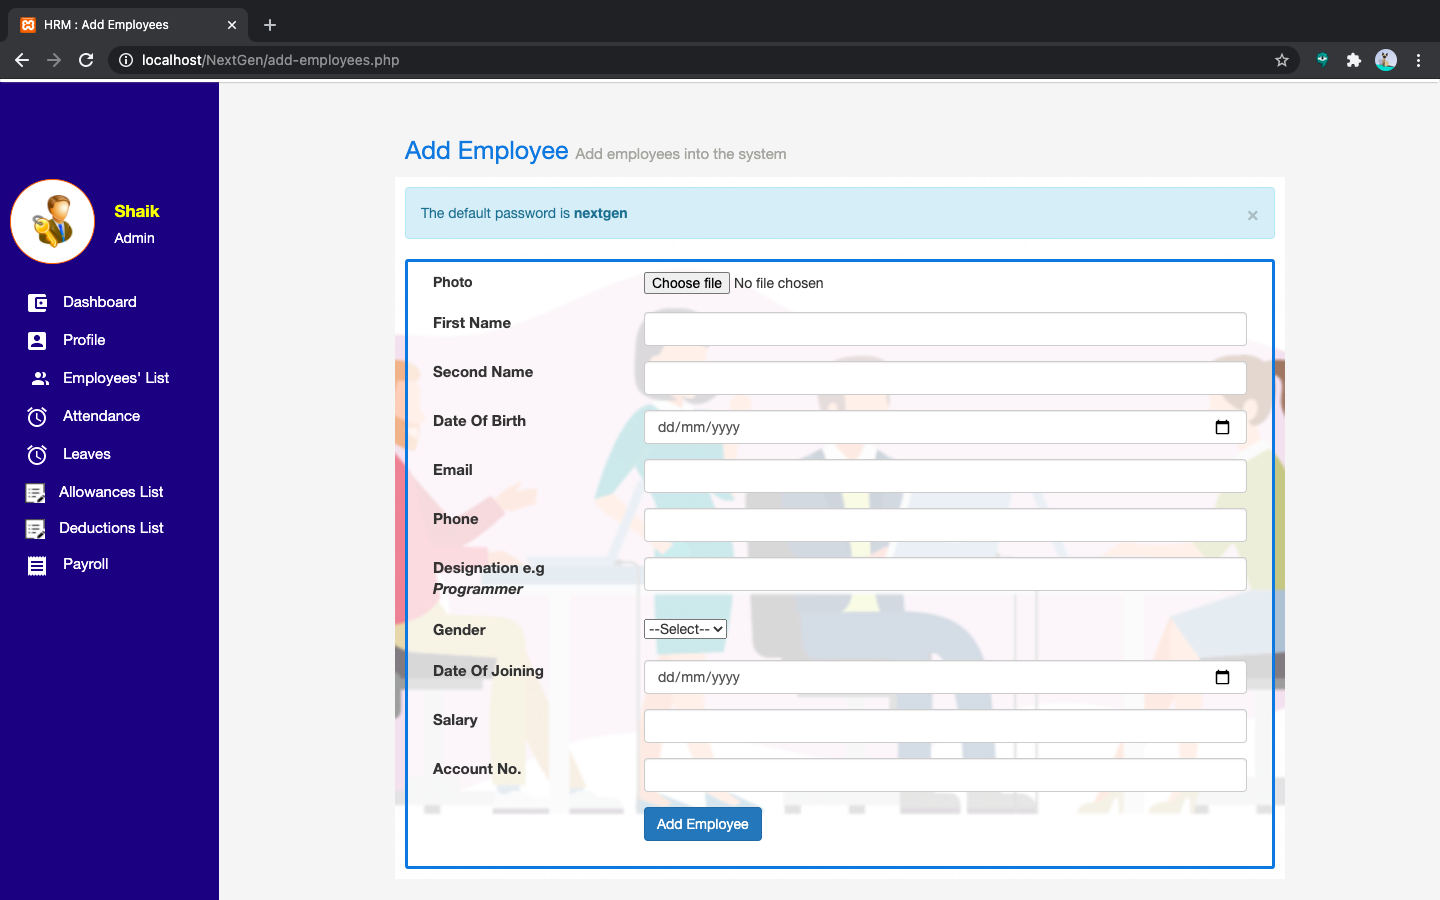 HRM : Add Employees
localhost/NextGen/add-employees.php
Shaik
Admin
Dashboard
Profile
Employees' List
Attendance
Leaves
Allowances List
Deductions List
Payroll
Add Employee Add employees into the system
The default password is nextgen ×
Photo Choose file No file chosen
First Name
Second Name
Date Of Birth dd/mm/yyyy
Email
Phone
Designation e.g
Programmer
Gender --Select--
Date Of Joining dd/mm/yyyy
Salary
Account No.
Add Employee